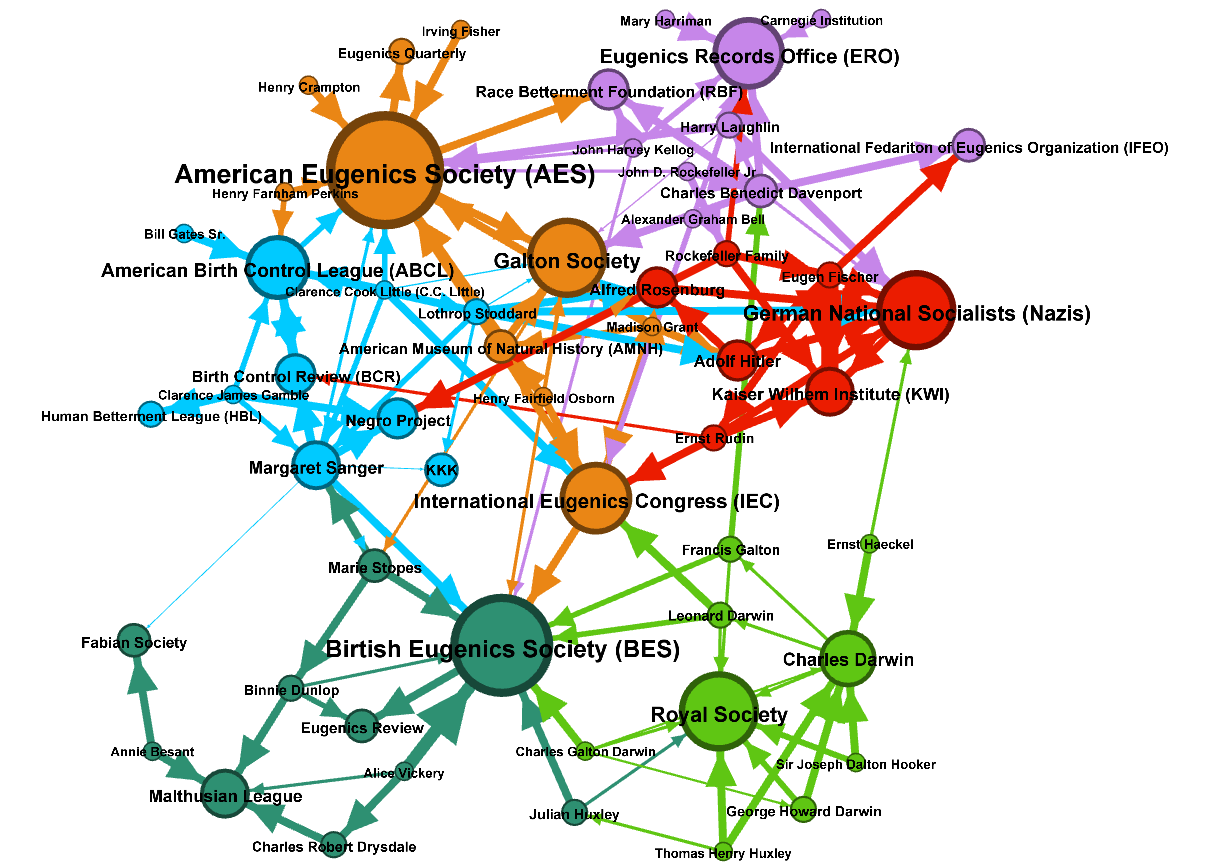 Mary Harriman
Carnegie Institution
Irving Fisher
Eugenics Quarterly
Eugenics Records Office (ERO)
Henry Crampton
Race Betterment Foundation (RBF)
Harry Laughlin
John Harvey Kellog
International Fedariton of Eugenics Organization (IFEO)
American Eugenics Society (AES)
John D. Rockefeller Jr
Henry Farnham Perkins
Charles Benedict Davenport
Alexander Graham Bell
Bill Gates Sr.
Rockefeller Family
Galton Society
American Birth Control League (ABCL)
Eugen Fischer
Clarence Cook Little (C.C. Little)
Alfred Rosenburg
Lothrop Stoddard
German National Socialists (Nazis)
Madison Grant
American Museum of Natural History (AMNH)
Adolf Hitler
Birth Control Review (BCR)
Clarence James Gamble
Kaiser Wilhem Institute (KWI)
Henry Fairfield Osborn
Human Betterment League (HBL)
Negro Project
Ernst Rudin
Margaret Sanger
KKK
International Eugenics Congress (IEC)
Francis Galton
Ernst Haeckel
Marie Stopes
Leonard Darwin
Fabian Society
Birtish Eugenics Society (BES)
Charles Darwin
Binnie Dunlop
Royal Society
Eugenics Review
Annie Besant
Charles Galton Darwin
Sir Joseph Dalton Hooker
Alice Vickery
Malthusian League
Julian Huxley
George Howard Darwin
Charles Robert Drysdale
Thomas Henry Huxley